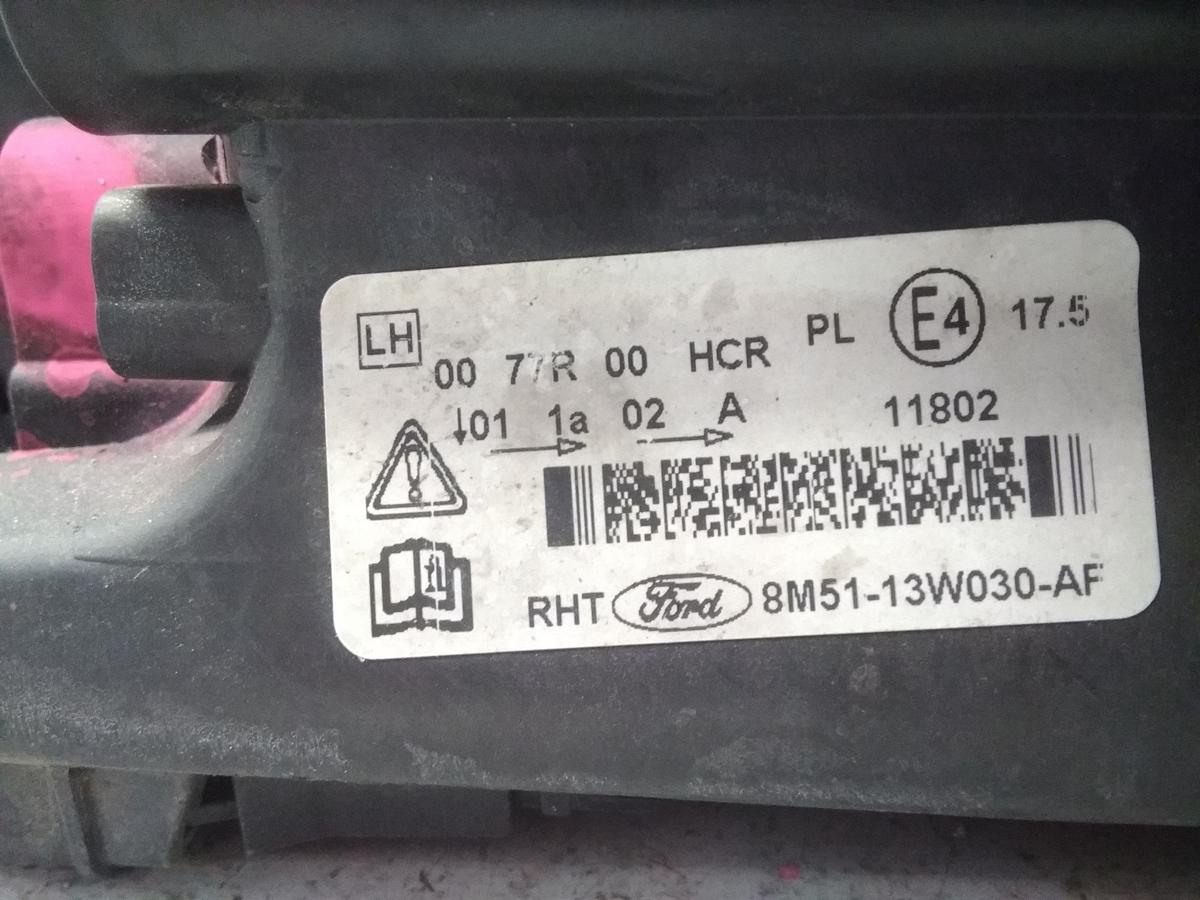 LH 00 77R 00 HCR PL E4 17.5
01 1a 02 A 11802
RHT Ford 8M51-13W030-AF